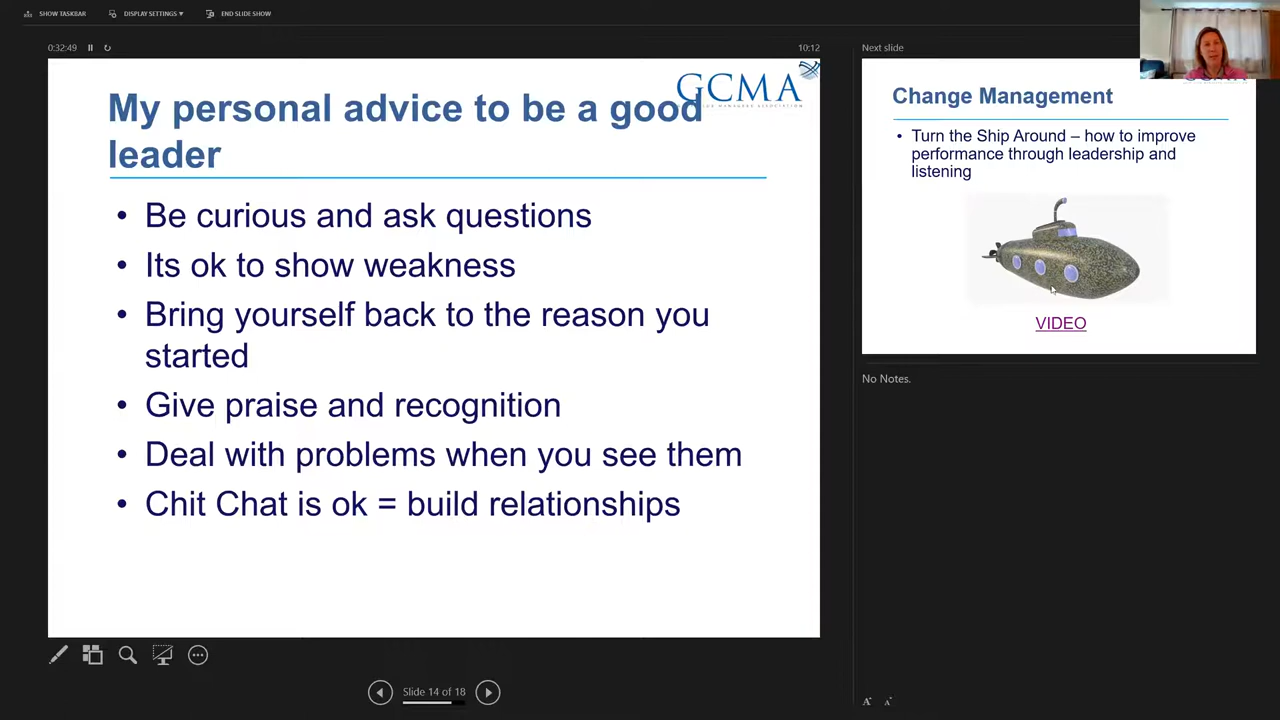 SHOW TASKBAR
DISPLAY SETTINGS
END SLIDE SHOW
0:32:49
10:12
GCMA
MANAGERS ASSOCIATION
My personal advice to be a good
leader
• Be curious and ask questions
• Its ok to show weakness
• Bring yourself back to the reason you
started
• Give praise and recognition
• Deal with problems when you see them
• Chit Chat is ok = build relationships
Slide 14 of 18
Next slide
Change Management
• Turn the Ship Around – how to improve
performance through leadership and
listening
VIDEO
No Notes.
A A